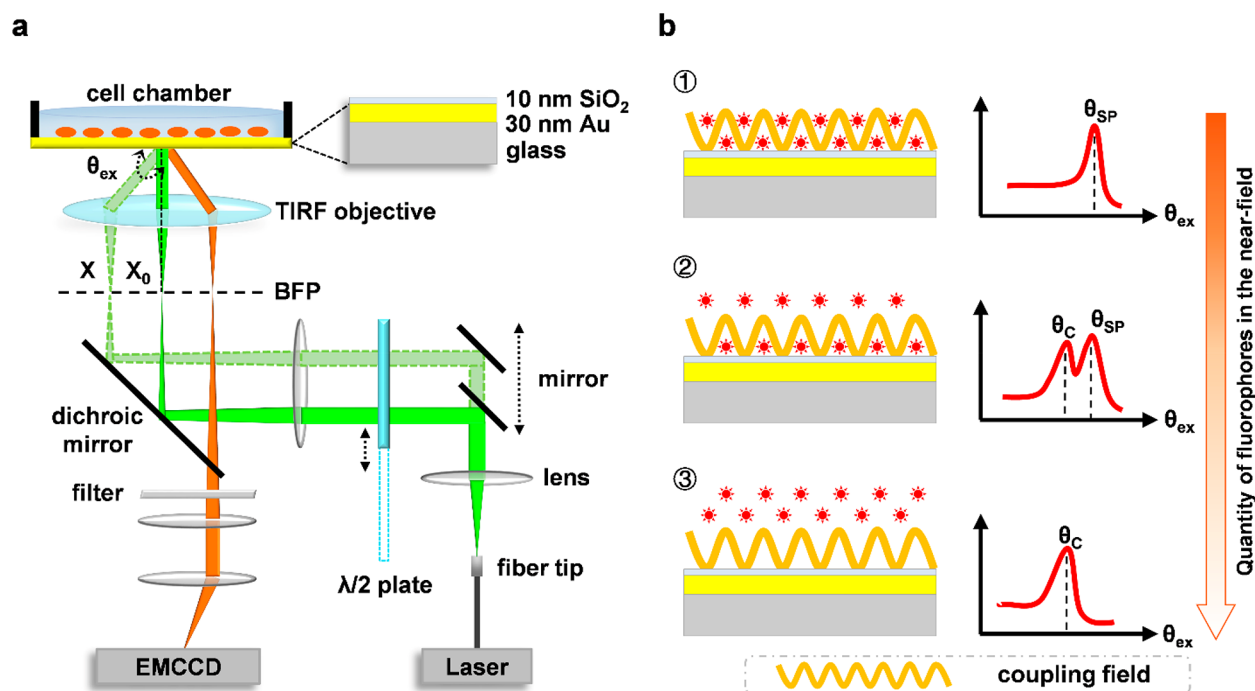 a
cell chamber
10 nm SiO₂
30 nm Au
glass
θex
TIRF objective
X
X₀
BFP
mirror
dichroic
mirror
filter
lens
λ/2 plate
fiber tip
EMCCD
Laser
b
①
θSP
θex
②
θC
θSP
θex
③
θC
θex
coupling field
Quantity of fluorophores in the near-field